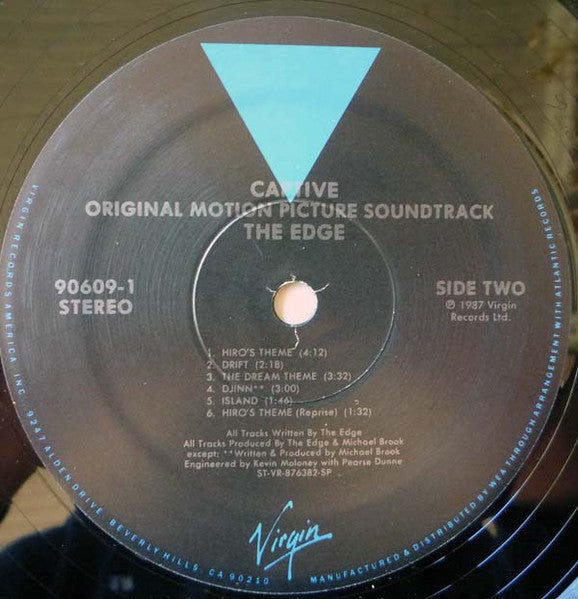 CAPTIVE
ORIGINAL MOTION PICTURE SOUNDTRACK
THE EDGE
90609-1
STEREO
SIDE TWO
℗ 1987 Virgin
Records Ltd.
1. HIRO'S THEME (4:12)
2. DRIFT (2:18)
3. THE DREAM THEME (3:32)
4. DJINN** (3:00)
5. ISLAND (1:46)
6. HIRO'S THEME (Reprise) (1:32)
All Tracks Written By The Edge
All Tracks Produced By The Edge & Michael Brook
except: **Written & Produced by Michael Brook
Engineered by Kevin Moloney with Pearse Dunne
ST-VR-876382-SP
Virgin
VIRGIN RECORDS AMERICA, INC. 9247 ALDEN DRIVE, BEVERLY HILLS, CA 90210
MANUFACTURED & DISTRIBUTED BY WEA THROUGH ARRANGEMENT WITH ATLANTIC RECORDS